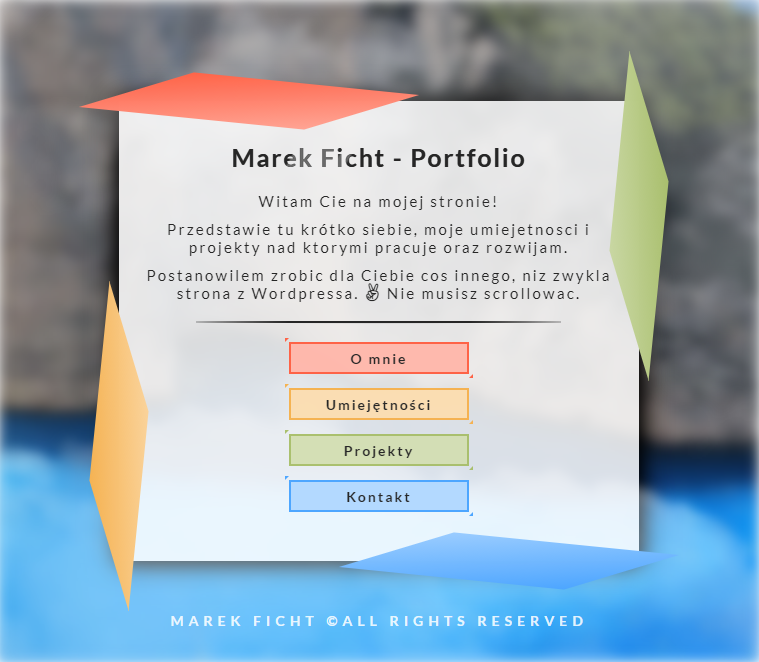 Marek Ficht - Portfolio
Witam Cie na mojej stronie!
Przedstawie tu krótko siebie, moje umiejetnosci i
projekty nad ktorymi pracuje oraz rozwijam.
Postanowilem zrobic dla Ciebie cos innego, niz zwykla
strona z Wordpressa. ✌ Nie musisz scrollowac.
O mnie
Umiejętności
Projekty
Kontakt
MAREK FICHT ©ALL RIGHTS RESERVED